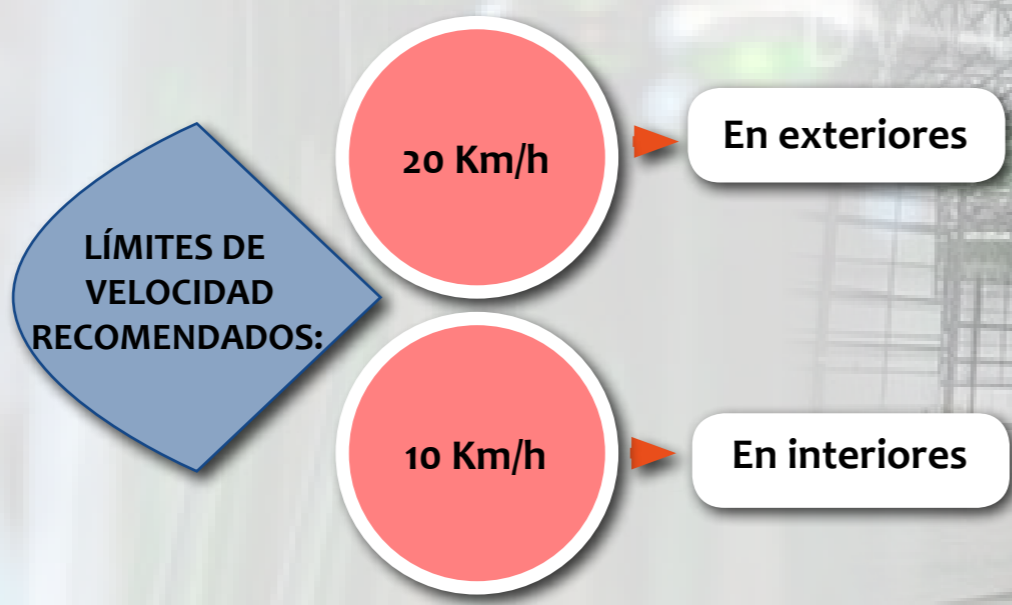 LÍMITES DE
VELOCIDAD
RECOMENDADOS:
20 Km/h
En exteriores
10 Km/h
En interiores